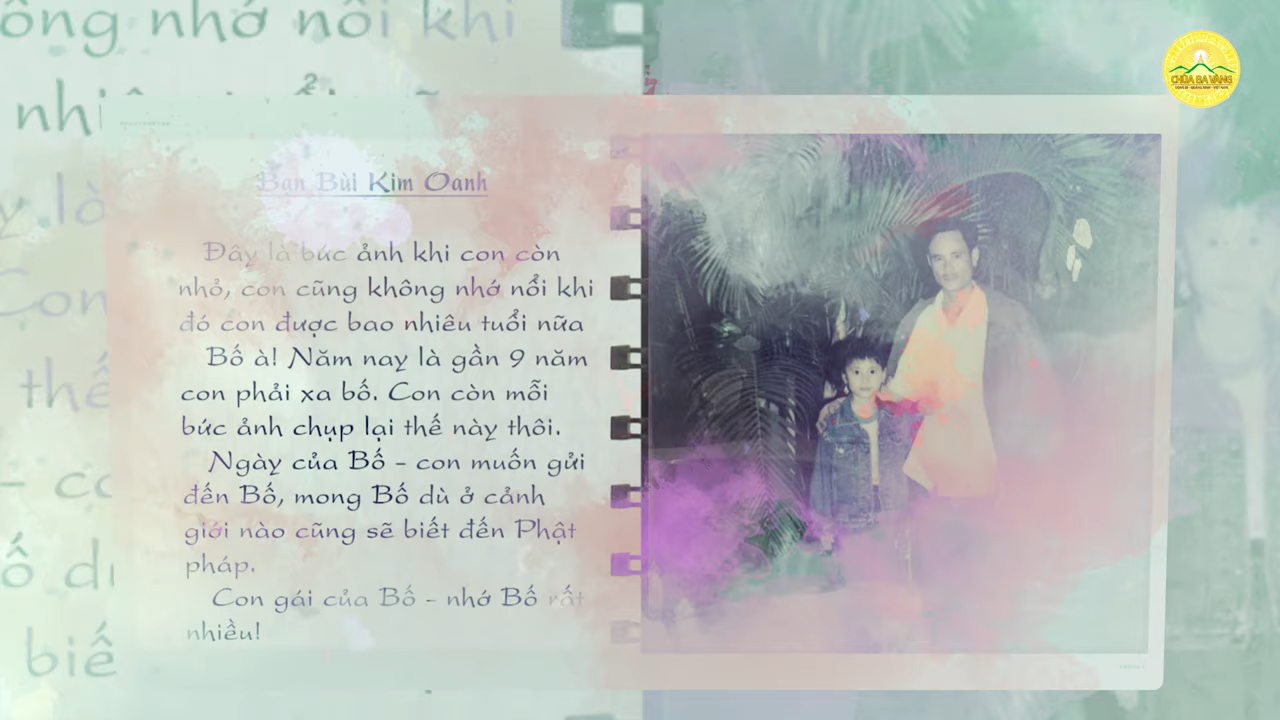 CHÙA BA VÀNG
Bạn Bùi Kim Oanh
Đây là bức ảnh khi con còn
nhỏ, con cũng không nhớ nổi khi
đó con được bao nhiêu tuổi nữa
Bố à! Năm nay là gần 9 năm
con phải xa bố. Con còn mỗi
bức ảnh chụp lại thế này thôi.
Ngày của Bố - con muốn gửi
đến Bố, mong Bố dù ở cảnh
giới nào cũng sẽ biết đến Phật
pháp.
Con gái của Bố - nhớ Bố rất
nhiều!